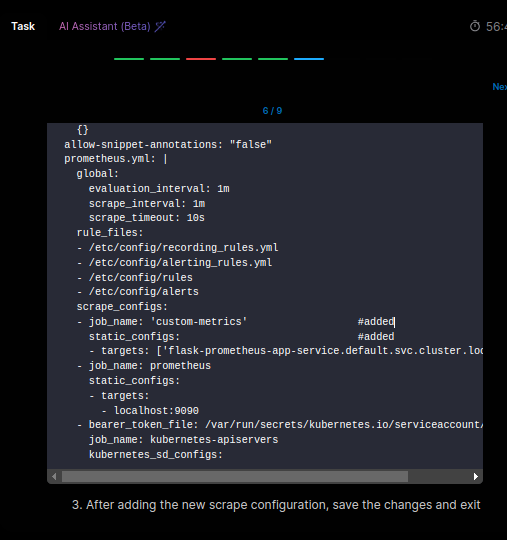 Task
AI Assistant (Beta)
56:4
Nex
6 / 9
{}
allow-snippet-annotations: "false"
prometheus.yml: |
global:
evaluation_interval: 1m
scrape_interval: 1m
scrape_timeout: 10s
rule_files:
- /etc/config/recording_rules.yml
- /etc/config/alerting_rules.yml
- /etc/config/rules
- /etc/config/alerts
scrape_configs:
- job_name: 'custom-metrics' #added
static_configs: #added
- targets: ['flask-prometheus-app-service.default.svc.cluster.loc
- job_name: prometheus
static_configs:
- targets:
- localhost:9090
- bearer_token_file: /var/run/secrets/kubernetes.io/serviceaccount/
job_name: kubernetes-apiservers
kubernetes_sd_configs:
3. After adding the new scrape configuration, save the changes and exit